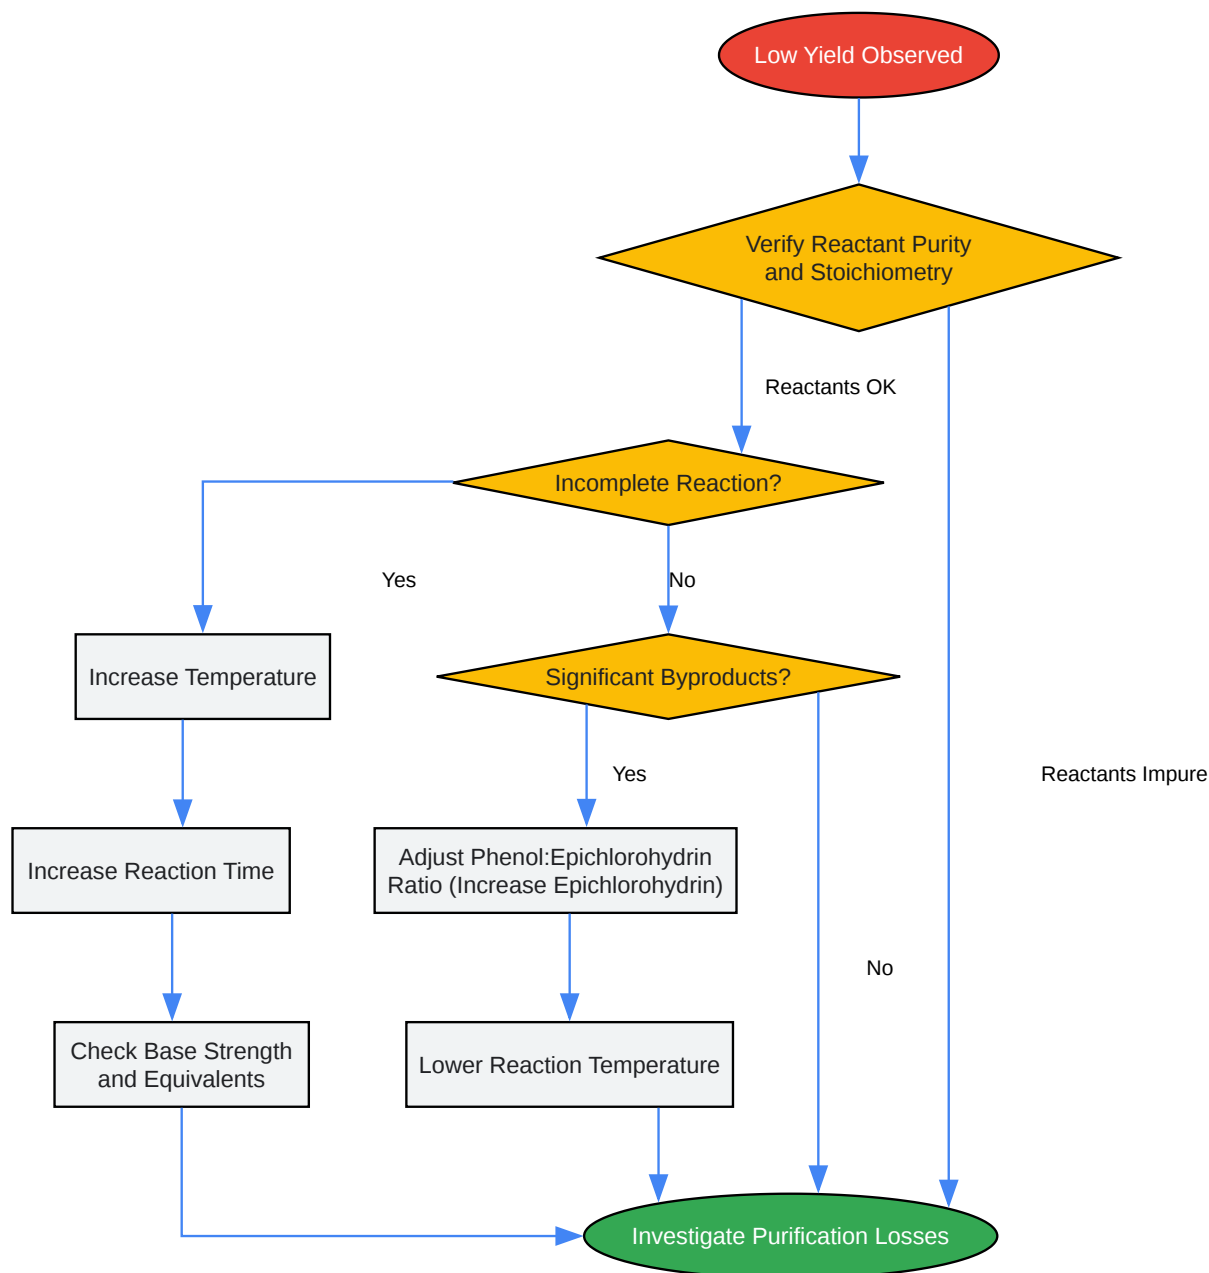 Low Yield Observed
Verify Reactant Purity
and Stoichiometry
Reactants OK
Incomplete Reaction?
Yes
No
Increase Temperature
Significant Byproducts?
Yes
Reactants Impure
Increase Reaction Time
Adjust Phenol:Epichlorohydrin
Ratio (Increase Epichlorohydrin)
No
Check Base Strength
and Equivalents
Lower Reaction Temperature
Investigate Purification Losses